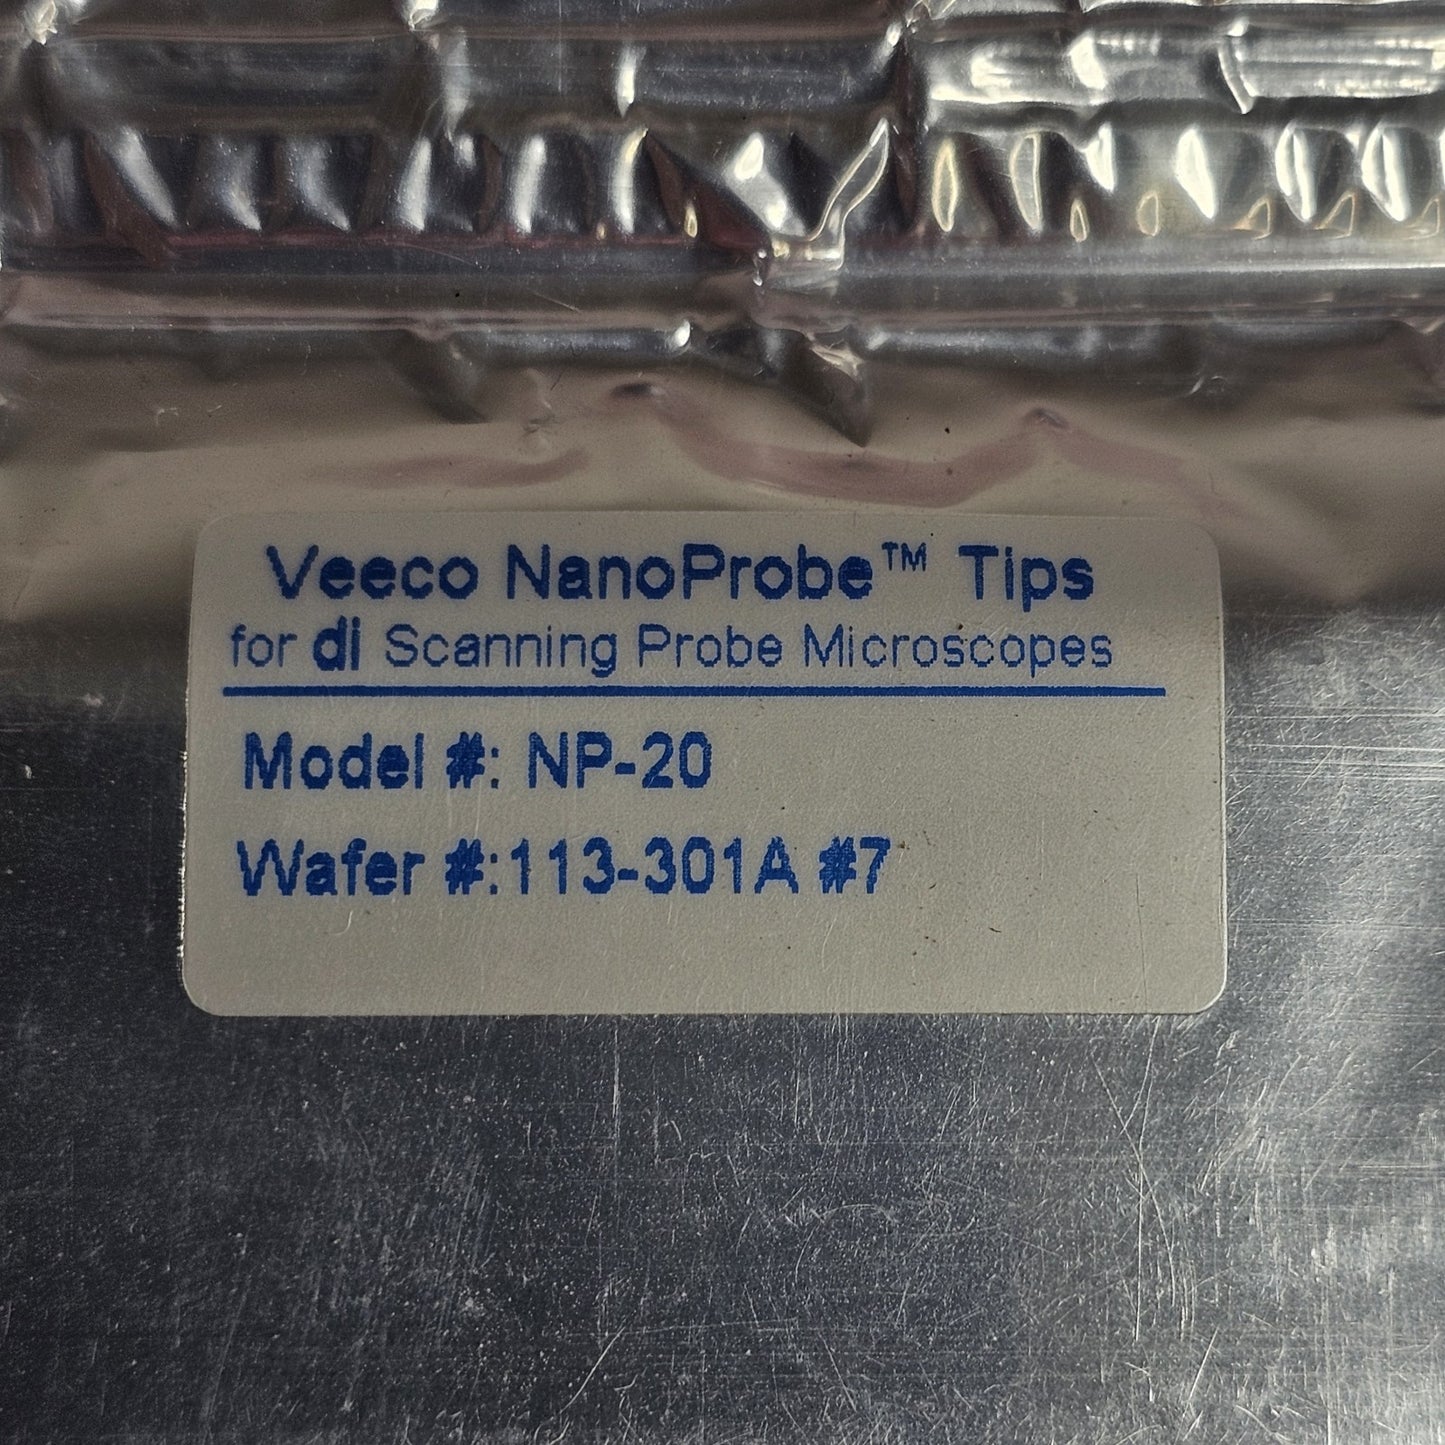 Veeco NanoProbe™ Tips
for di Scanning Probe Microscopes
Model #: NP-20
Wafer #:113-301A #7